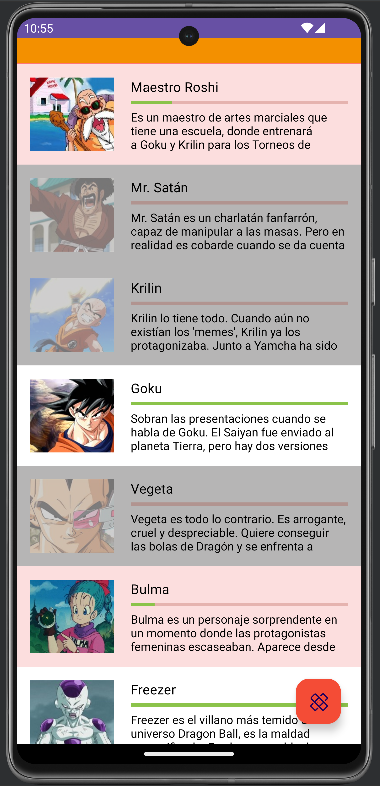 10:55
Maestro Roshi
Es un maestro de artes marciales que
tiene una escuela, donde entrenará
a Goku y Krilin para los Torneos de
Mr. Satán
Mr. Satán es un charlatán fanfarrón,
capaz de manipular a las masas. Pero en
realidad es cobarde cuando se da cuenta
Krilin
Krilin lo tiene todo. Cuando aún no
existían los 'memes', Krilin ya los
protagonizaba. Junto a Yamcha ha sido
Goku
Sobran las presentaciones cuando se
habla de Goku. El Saiyan fue enviado al
planeta Tierra, pero hay dos versiones
Vegeta
Vegeta es todo lo contrario. Es arrogante,
cruel y despreciable. Quiere conseguir
las bolas de Dragón y se enfrenta a
Bulma
Bulma es un personaje sorprendente en
un momento donde las protagonistas
femeninas escaseaban. Aparece desde
Freezer
Freezer es el villano más temido
universo Dragon Ball, es la maldad